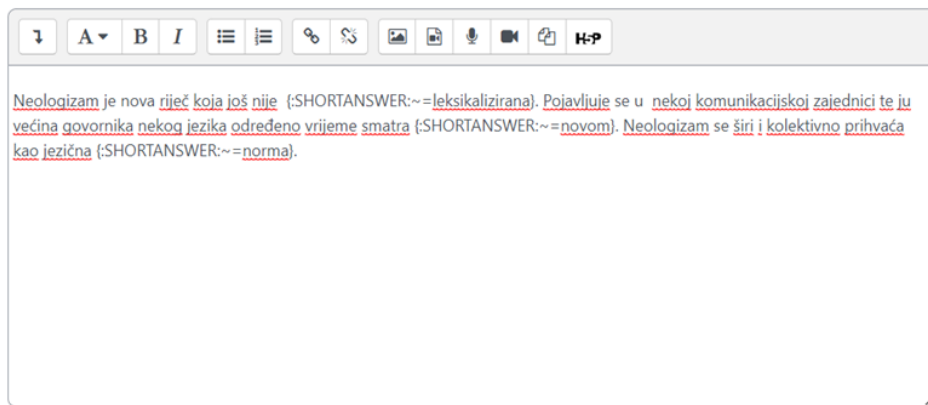 A B I H5P
Neologizam je nova riječ koja još nije {:SHORTANSWER:~=leksikalizirana}. Pojavljuje se u nekoj komunikacijskoj zajednici te ju
većina govornika nekog jezika određeno vrijeme smatra {:SHORTANSWER:~=novom}. Neologizam se širi i kolektivno prihvaća
kao jezična {:SHORTANSWER:~=norma}.